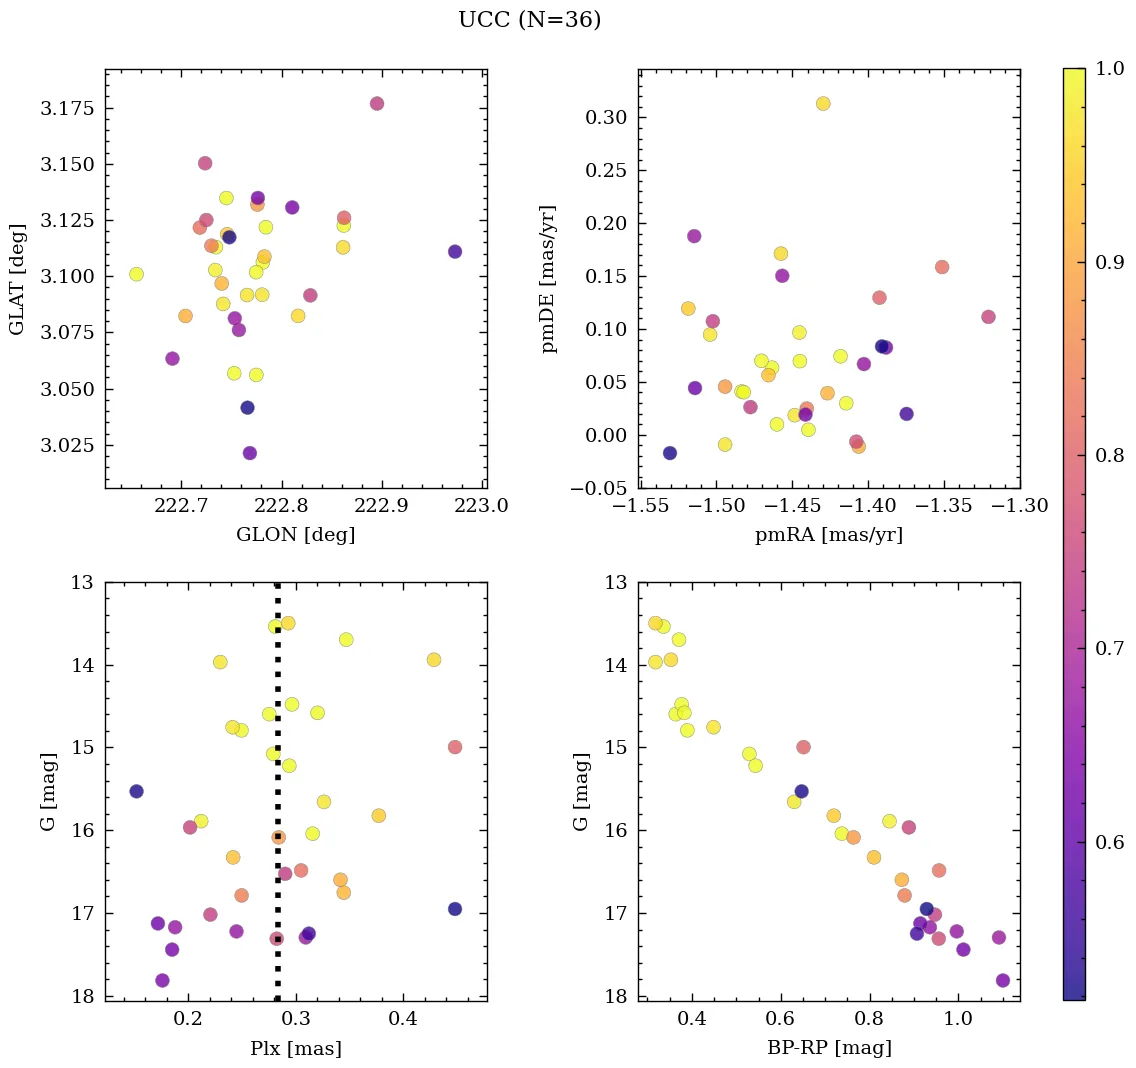 UCC (N=36)
3.175
3.150
3.125
3.100
3.075
3.050
3.025
GLAT [deg]
222.7 222.8 222.9 223.0
GLON [deg]
0.30
0.25
0.20
0.15
0.10
0.05
0.00
−0.05
pmDE [mas/yr]
−1.55 −1.50 −1.45 −1.40 −1.35 −1.30
pmRA [mas/yr]
13
14
15
16
17
18
G [mag]
0.2 0.3 0.4
Plx [mas]
13
14
15
16
17
18
G [mag]
0.4 0.6 0.8 1.0
BP-RP [mag]
1.0
0.9
0.8
0.7
0.6